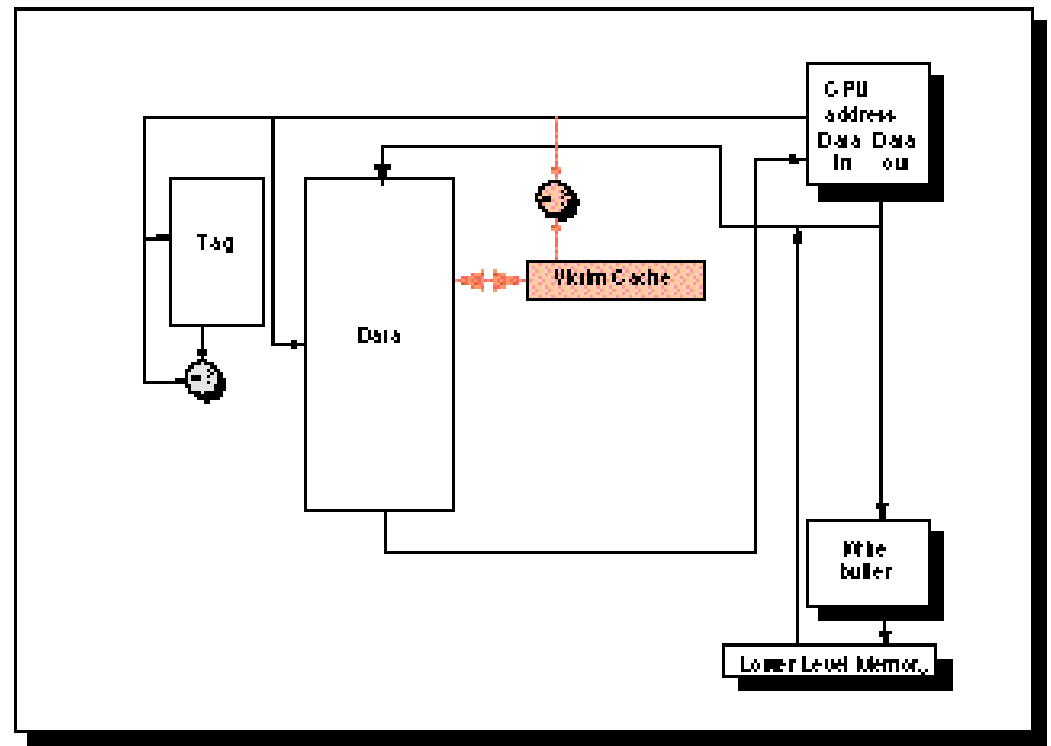 CPU
address
Data Data
In out
Tag
=?
Victim Cache
Data
=?
Write
buffer
Lower Level Memory